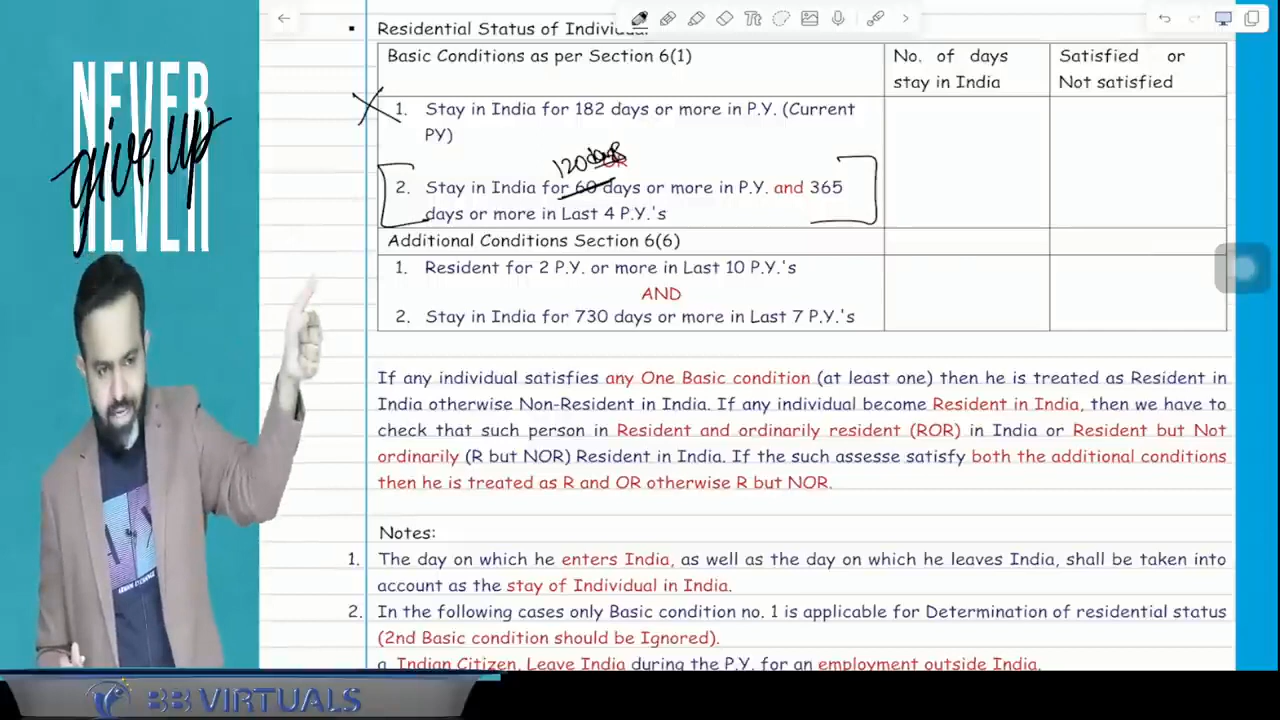 NEVER
give up
NEVER
▪ Residential Status of Individual
Basic Conditions as per Section 6(1)
No. of days stay in India
Satisfied or Not satisfied
1. Stay in India for 182 days or more in P.Y. (Current
PY)
120 days
OR
2. Stay in India for 60 days or more in P.Y. and 365
days or more in Last 4 P.Y.'s
Additional Conditions Section 6(6)
1. Resident for 2 P.Y. or more in Last 10 P.Y.'s
AND
2. Stay in India for 730 days or more in Last 7 P.Y.'s
If any individual satisfies any One Basic condition (at least one) then he is treated as Resident in
India otherwise Non-Resident in India. If any individual become Resident in India, then we have to
check that such person in Resident and ordinarily resident (ROR) in India or Resident but Not
ordinarily (R but NOR) Resident in India. If the such assesse satisfy both the additional conditions
then he is treated as R and OR otherwise R but NOR.
Notes:
1. The day on which he enters India, as well as the day on which he leaves India, shall be taken into
account as the stay of Individual in India.
2. In the following cases only Basic condition no. 1 is applicable for Determination of residential status
(2nd Basic condition should be Ignored).
a Indian Citizen, Leave India during the P.Y. for an employment outside India.
BB VIRTUALS